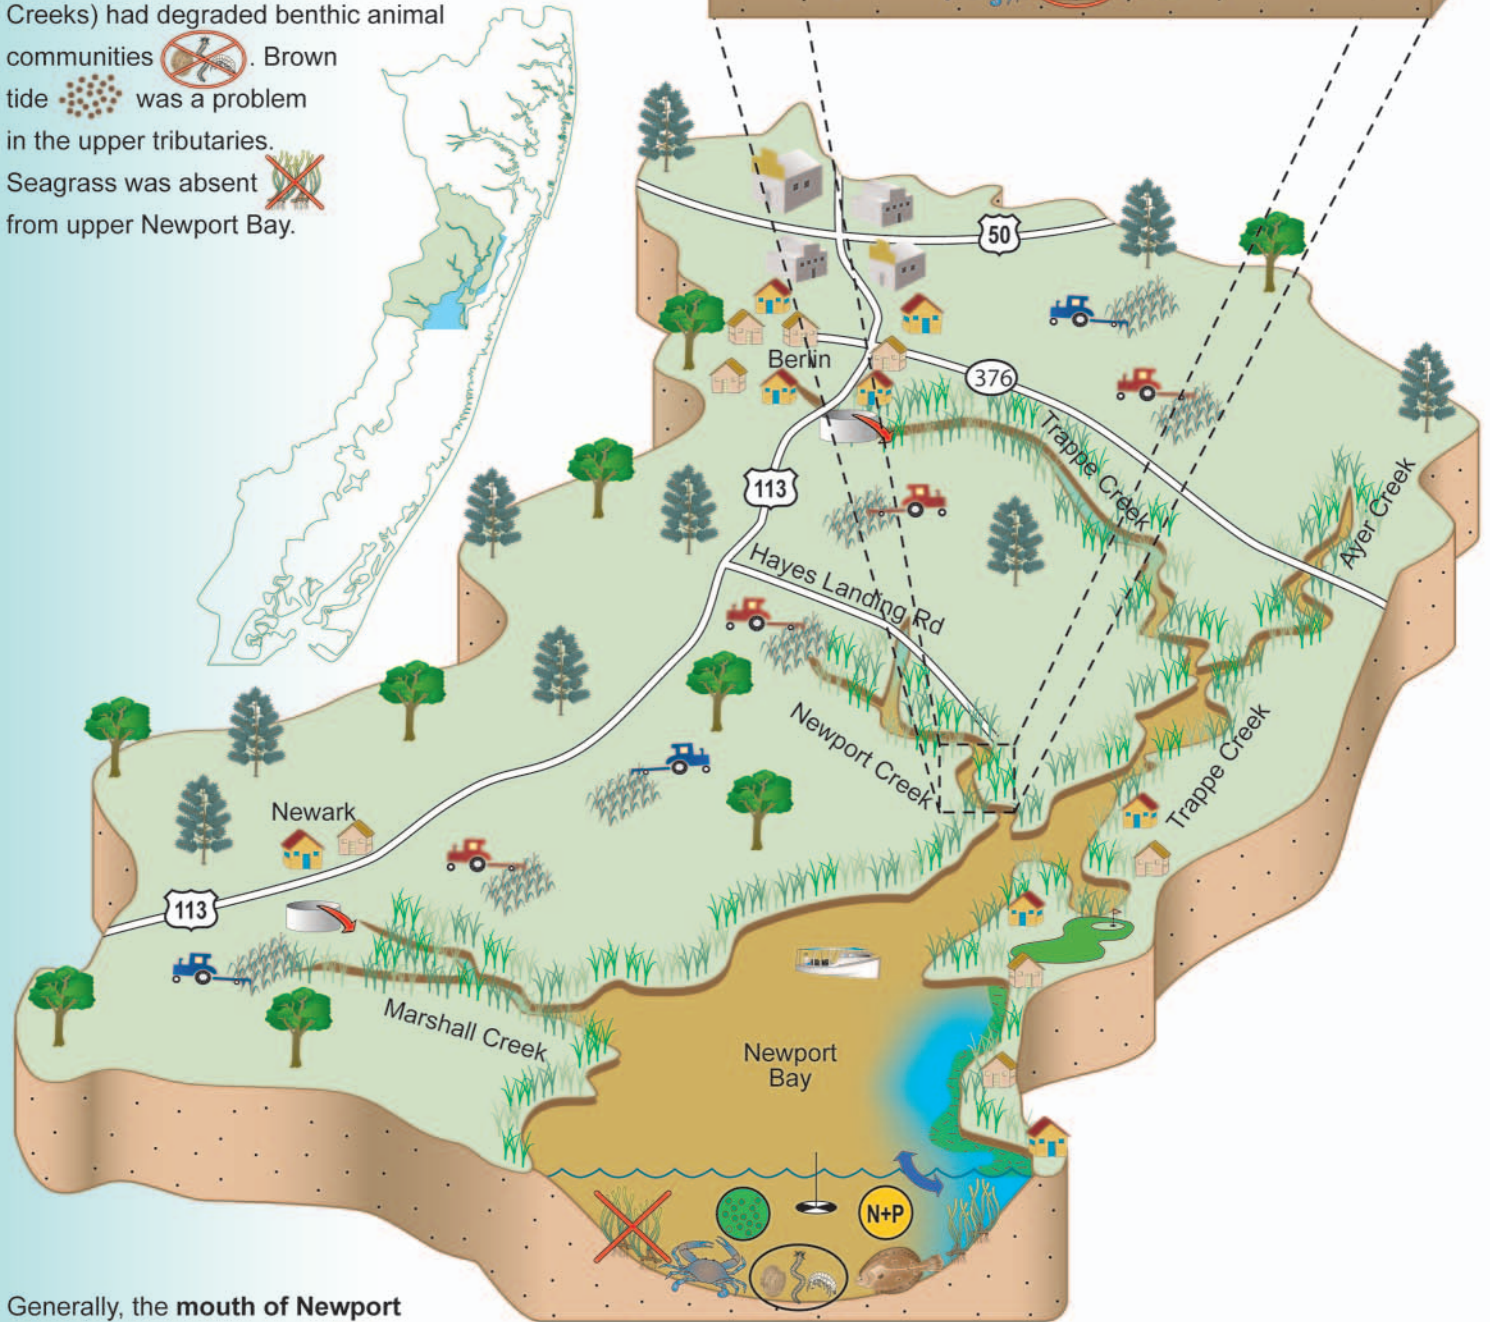 Creeks) had degraded benthic animal
communities . Brown
tide was a problem
in the upper tributaries.
Seagrass was absent
from upper Newport Bay.
50
Berlin
376
Trappe Creek
113
Ayer Creek
Hayes Landing Rd
Newport Creek
Trappe Creek
Newark
113
Marshall Creek
Newport
Bay
N+P
Generally, the mouth of Newport